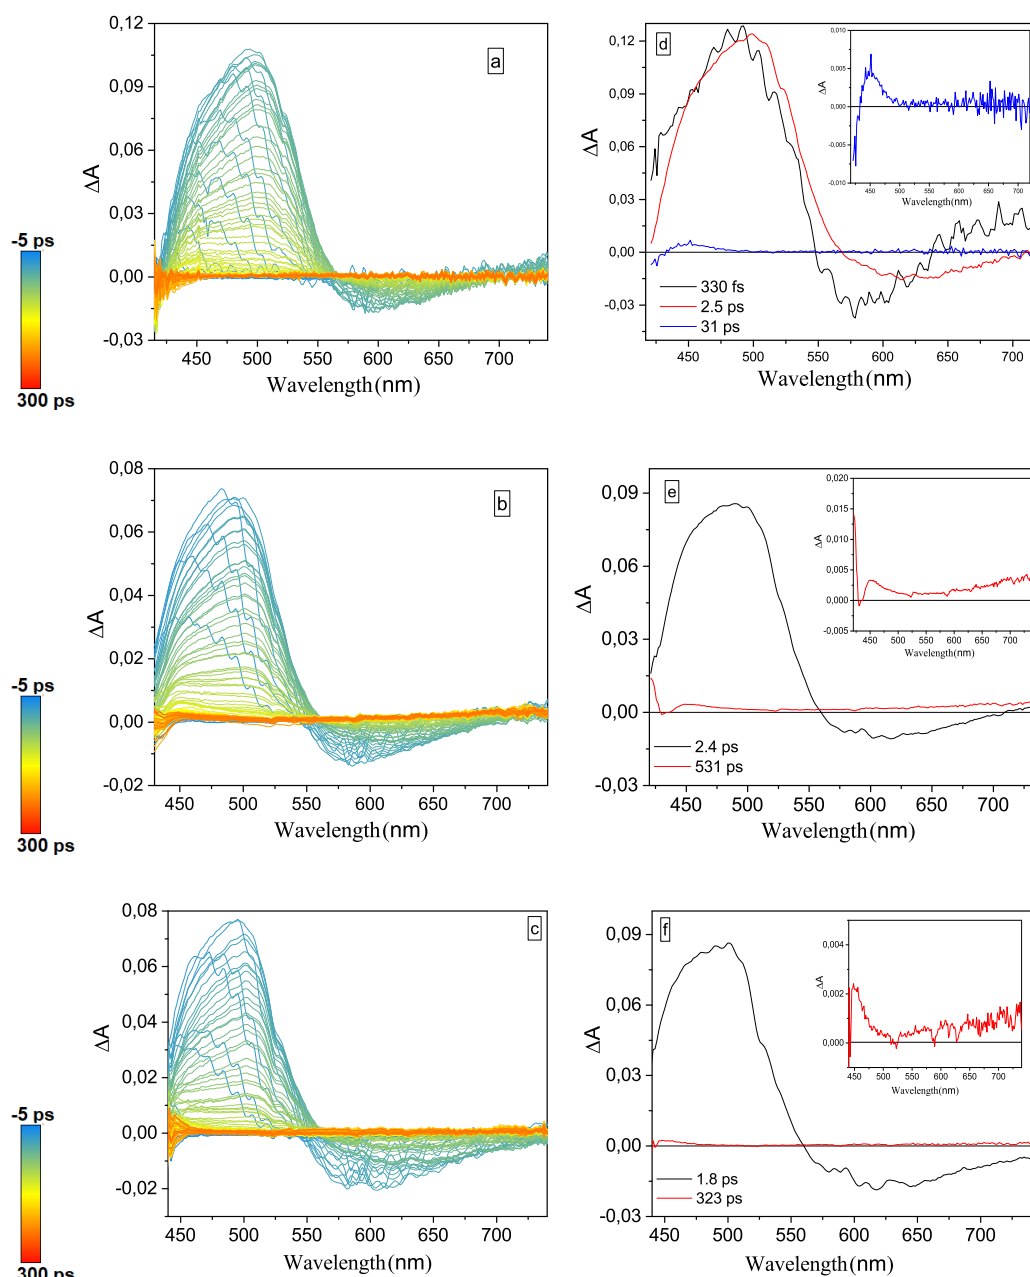 -5 ps
300 ps
0,12
0,09
0,06
0,03
0,00
-0,03
ΔA
a
450 500 550 600 650 700
Wavelength(nm)
0,12
0,09
0,06
0,03
0,00
-0,03
ΔA
d
330 fs
2.5 ps
31 ps
450 500 550 600 650 700
Wavelength(nm)
0,010
0,005
0,000
-0,005
-0,010
ΔA
450 500 550 600 650 700
Wavelength(nm)
-5 ps
300 ps
0,08
0,06
0,04
0,02
0,00
-0,02
ΔA
b
450 500 550 600 650 700
Wavelength(nm)
0,09
0,06
0,03
0,00
-0,03
ΔA
e
2.4 ps
531 ps
450 500 550 600 650 700
Wavelength(nm)
0,020
0,015
0,010
0,005
0,000
-0,005
ΔA
450 500 550 600 650 700
Wavelength(nm)
-5 ps
300 ps
0,08
0,06
0,04
0,02
0,00
-0,02
ΔA
c
450 500 550 600 650 700
Wavelength(nm)
0,09
0,06
0,03
0,00
-0,03
ΔA
f
1.8 ps
323 ps
450 500 550 600 650 700
Wavelength(nm)
0,004
0,002
0,000
ΔA
450 500 550 600 650 700
Wavelength(nm)